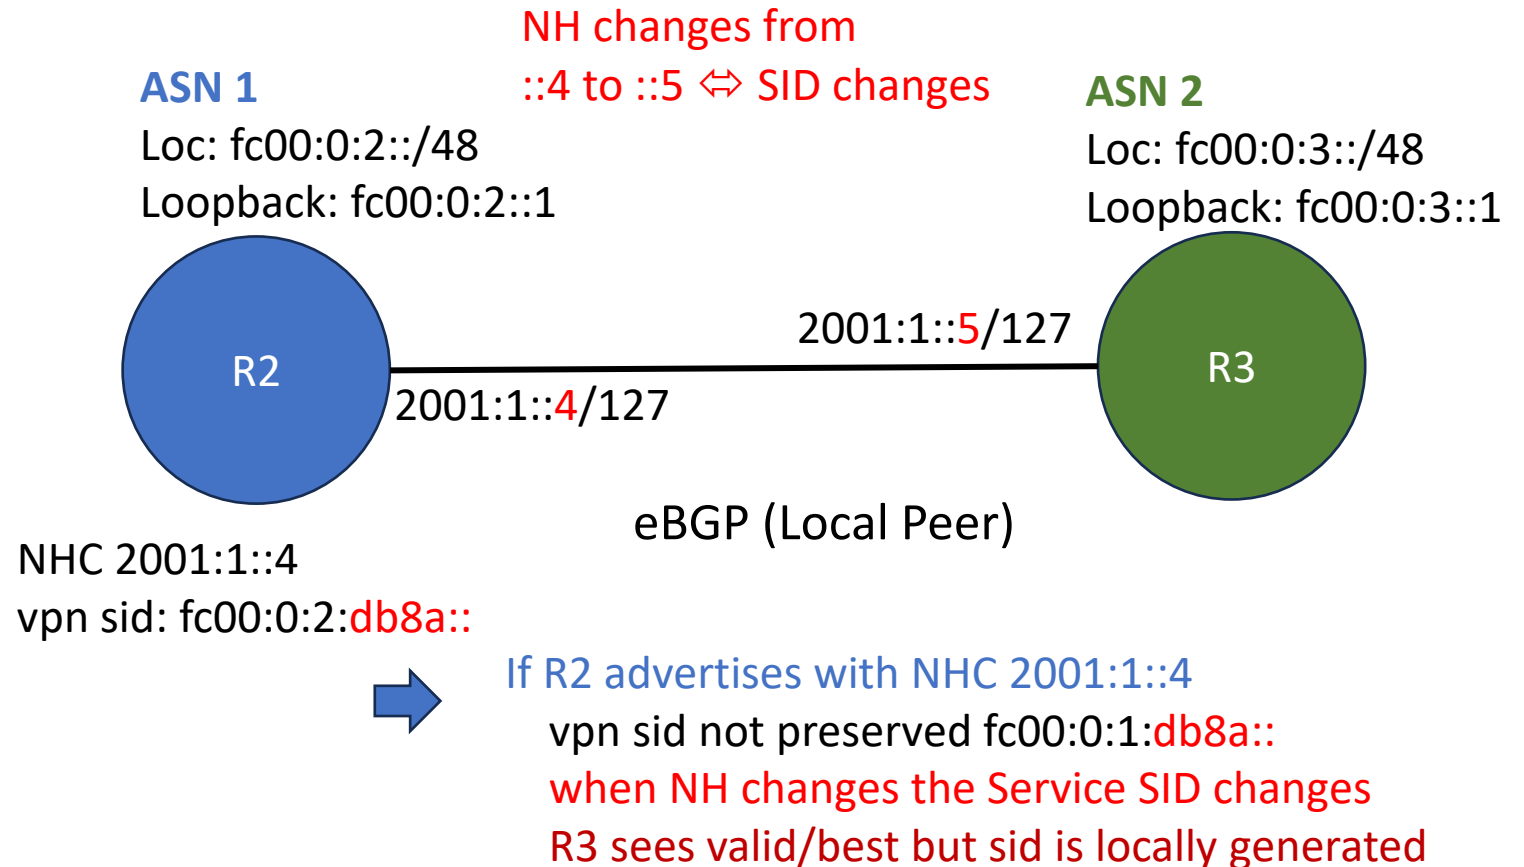 NH changes from
::4 to ::5 ⇔ SID changes
ASN 1
Loc: fc00:0:2::/48
Loopback: fc00:0:2::1
ASN 2
Loc: fc00:0:3::/48
Loopback: fc00:0:3::1
R2
2001:1::5/127
2001:1::4/127
R3
eBGP (Local Peer)
NHC 2001:1::4
vpn sid: fc00:0:2:db8a::
If R2 advertises with NHC 2001:1::4
vpn sid not preserved fc00:0:1:db8a::
when NH changes the Service SID changes
R3 sees valid/best but sid is locally generated